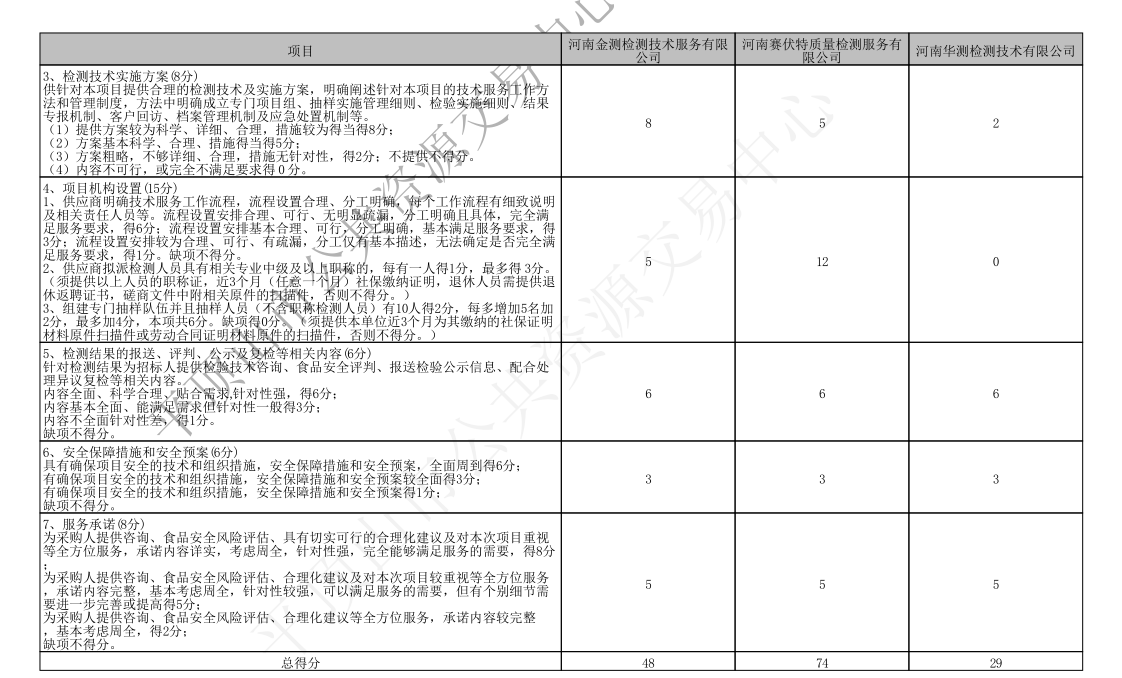 项目
河南金测检测技术服务有限
公司
河南赛伏特质量检测服务有
限公司
河南华测检测技术有限公司
3、检测技术实施方案(8分)
供针对本项目提供合理的检测技术及实施方案，明确阐述针对本项目的技术服务工作方
法和管理制度，方法中明确成立专门项目组、抽样实施管理细则、检验实施细则、结果
专报机制、客户回访、档案管理机制及应急处置机制等。
（1）提供方案较为科学、详细、合理，措施较为得当得8分；
（2）方案基本科学、合理、措施得当得5分；
（3）方案粗略，不够详细、合理，措施无针对性，得2分；不提供不得分。
（4）内容不可行，或完全不满足要求得 0 分。
8
5
2
4、项目机构设置(15分)
1、供应商明确技术服务工作流程，流程设置合理、分工明确，每个工作流程有细致说明
及相关责任人员等。流程设置安排合理、可行、无明显疏漏，分工明确且具体，完全满
足服务要求，得6分；流程设置安排基本合理、可行，分工明确，基本满足服务要求，得
3分；流程设置安排较为合理、可行、有疏漏，分工仅有基本描述，无法确定是否完全满
足服务要求，得1分。缺项不得分。
2、供应商拟派检测人员具有相关专业中级及以上职称的，每有一人得1分，最多得 3分。
（须提供以上人员的职称证，近3个月（任意一个月）社保缴纳证明，退休人员需提供退
休返聘证书，磋商文件中附相关原件的扫描件，否则不得分。）
3、组建专门抽样队伍并且抽样人员（不含职称检测人员）有10人得2分，每多增加5名加
2分，最多加4分，本项共6分。缺项得0分。（须提供本单位近3个月为其缴纳的社保证明
材料原件扫描件或劳动合同证明材料原件的扫描件，否则不得分。）
5
12
0
5、检测结果的报送、评判、公示及复检等相关内容(6分)
针对检测结果为招标人提供检验技术咨询、食品安全评判、报送检验公示信息、配合处
理异议复检等相关内容。
内容全面、科学合理、贴合需求,针对性强，得6分；
内容基本全面、能满足需求但针对性一般得3分；
内容不全面针对性差，得1分。
缺项不得分。
6
6
6
6、安全保障措施和安全预案(6分)
具有确保项目安全的技术和组织措施，安全保障措施和安全预案，全面周到得6分；
有确保项目安全的技术和组织措施，安全保障措施和安全预案较全面得3分；
有确保项目安全的技术和组织措施，安全保障措施和安全预案得1分；
缺项不得分。
3
3
3
7、服务承诺(8分)
为采购人提供咨询、食品安全风险评估、具有切实可行的合理化建议及对本次项目重视
等全方位服务，承诺内容详实，考虑周全，针对性强，完全能够满足服务的需要，得8分
；
为采购人提供咨询、食品安全风险评估、合理化建议及对本次项目较重视等全方位服务
，承诺内容完整，基本考虑周全，针对性较强，可以满足服务的需要，但有个别细节需
要进一步完善或提高得5分；
为采购人提供咨询、食品安全风险评估、合理化建议等全方位服务，承诺内容较完整
，基本考虑周全，得2分；
缺项不得分。
5
5
5
总得分
48
74
29
平顶山市公共资源交易中心
平顶山市公共资源交易中心